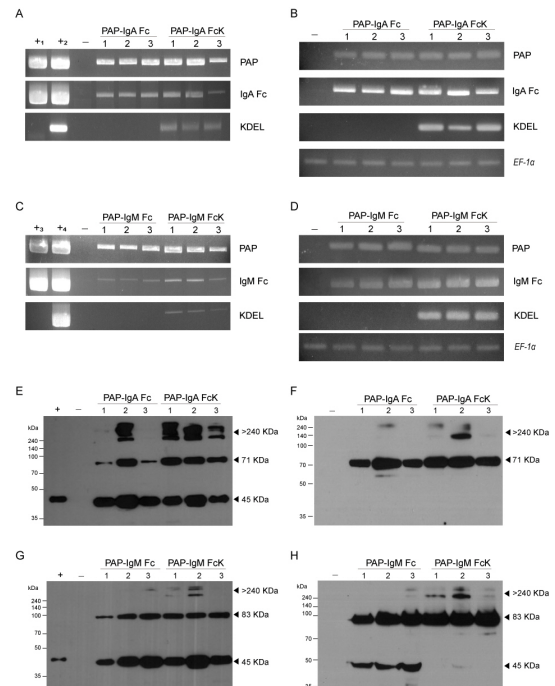 A
PAP-IgA Fc PAP-IgA FcK
+₁ +₂ – 1 2 3 1 2 3
PAP
IgA Fc
KDEL
B
PAP-IgA Fc PAP-IgA FcK
– 1 2 3 1 2 3
PAP
IgA Fc
KDEL
EF-1α
C
PAP-IgM Fc PAP-IgM FcK
+₃ +₄ – 1 2 3 1 2 3
PAP
IgM Fc
KDEL
D
PAP-IgM Fc PAP-IgM FcK
– 1 2 3 1 2 3
PAP
IgM Fc
KDEL
EF-1α
E
PAP-IgA Fc PAP-IgA FcK
+ – 1 2 3 1 2 3
kDa
240
140
100
70
50
35
>240 KDa
71 KDa
45 KDa
F
PAP-IgA Fc PAP-IgA FcK
– 1 2 3 1 2 3
kDa
240
140
100
70
50
35
>240 KDa
71 KDa
G
PAP-IgM Fc PAP-IgM FcK
+ – 1 2 3 1 2 3
kDa
240
140
100
70
50
35
>240 KDa
83 KDa
45 KDa
H
PAP-IgM Fc PAP-IgM FcK
– 1 2 3 1 2 3
kDa
240
140
100
70
50
35
>240 KDa
83 KDa
45 KDa